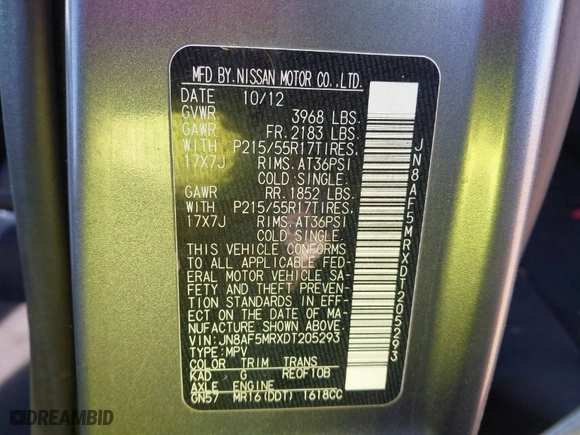 MFD BY.NISSAN MOTOR CO.,LTD.
DATE 10/12
GVWR 3968 LBS.
GAWR FR.2183 LBS.
WITH P215/55R17TIRES,
17X7J RIMS.AT36PSI
COLD SINGLE.
GAWR RR.1852 LBS.
WITH P215/55R17TIRES.
17X7J RIMS.AT36PSI
COLD SINGLE.
THIS VEHICLE CONFORMS
TO ALL APPLICABLE FED-
ERAL MOTOR VEHICLE SA-
FETY AND THEFT PREVEN-
TION STANDARDS IN EFF-
ECT ON THE DATE OF MAN-
UFACTURE SHOWN ABOVE.
VIN:JN8AF5MRXDT205293
TYPE:MPV
COLOR TRIM TRANS
KAD G RE0F10B
AXLE ENGINE
GN57 MR16(DDT) 1618CC
JN8AF5MRXDT205293
DREAMBID